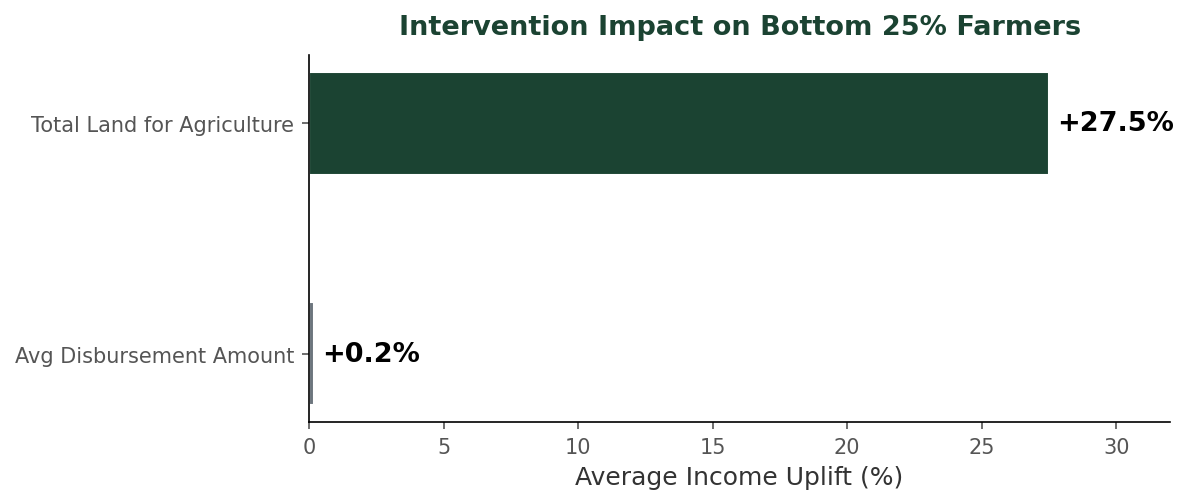 Intervention Impact on Bottom 25% Farmers
Total Land for Agriculture
+27.5%
Avg Disbursement Amount
+0.2%
0 5 10 15 20 25 30
Average Income Uplift (%)